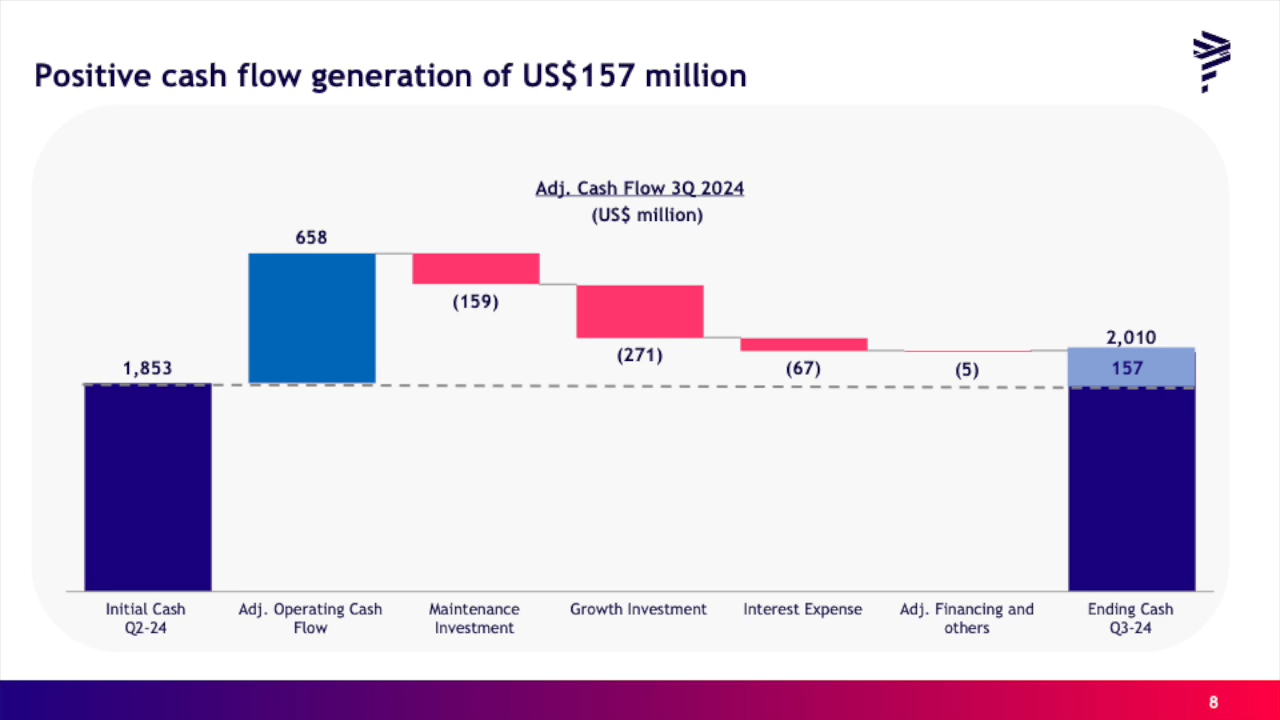 Positive cash flow generation of US$157 million
Adj. Cash Flow 3Q 2024
(US$ million)
658
(159)
(271)
(67)
(5)
1,853
2,010
157
Initial Cash
Q2-24
Adj. Operating Cash
Flow
Maintenance
Investment
Growth Investment
Interest Expense
Adj. Financing and
others
Ending Cash
Q3-24
8